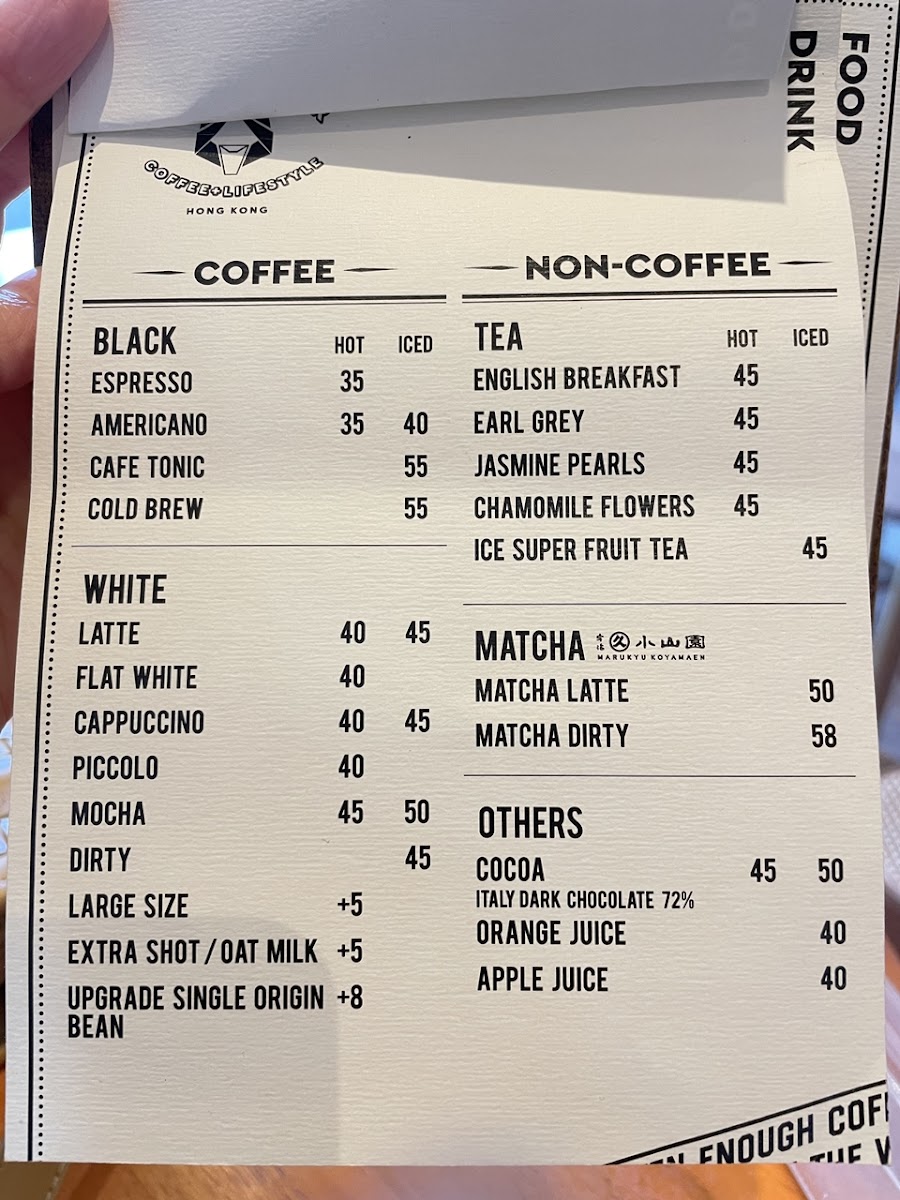 FOOD
DRINK
COFFEE+LIFESTYLE
HONG KONG
COFFEE
BLACK HOT ICED
ESPRESSO 35
AMERICANO 35 40
CAFE TONIC 55
COLD BREW 55
WHITE
LATTE 40 45
FLAT WHITE 40
CAPPUCCINO 40 45
PICCOLO 40
MOCHA 45 50
DIRTY 45
LARGE SIZE +5
EXTRA SHOT / OAT MILK +5
UPGRADE SINGLE ORIGIN +8
BEAN
NON-COFFEE
TEA HOT ICED
ENGLISH BREAKFAST 45
EARL GREY 45
JASMINE PEARLS 45
CHAMOMILE FLOWERS 45
ICE SUPER FRUIT TEA 45
MATCHA 久 小山園
MARUKYU KOYAMAEN
MATCHA LATTE 50
MATCHA DIRTY 58
OTHERS
COCOA 45 50
ITALY DARK CHOCOLATE 72%
ORANGE JUICE 40
APPLE JUICE 40
ENOUGH
THE